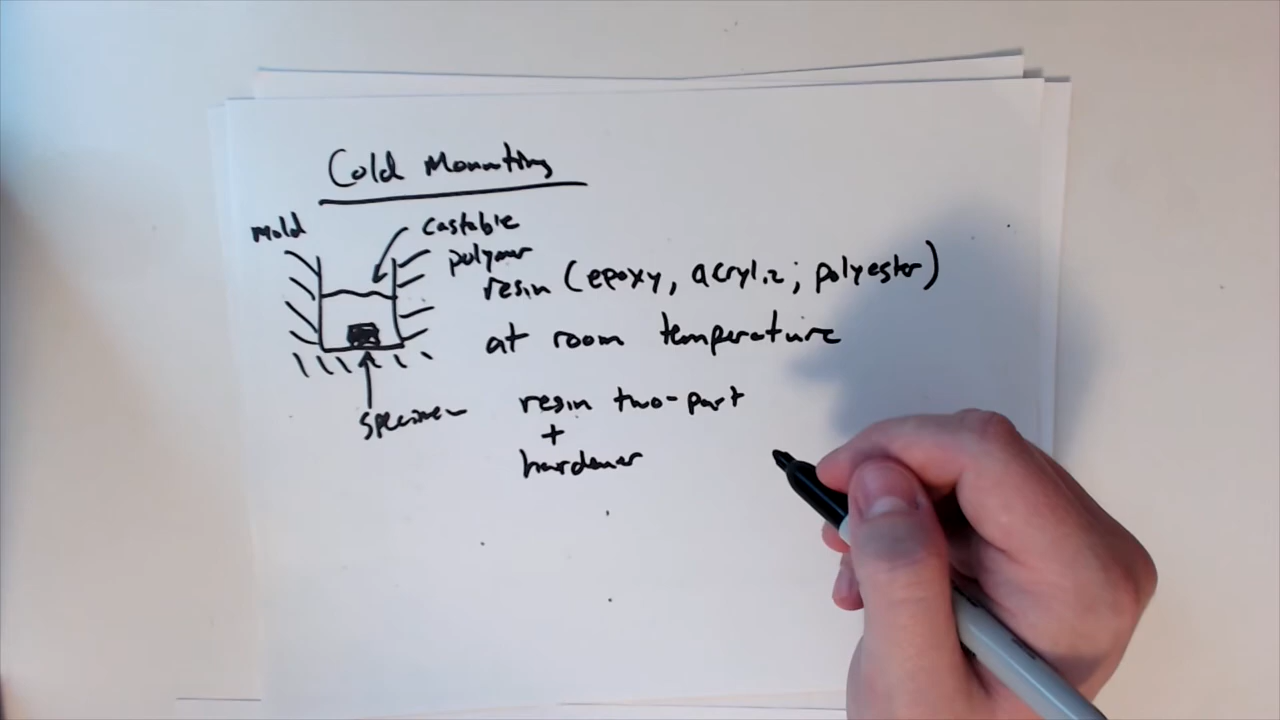 Cold Mounting
mold
castable
polymer
resin (epoxy, acrylic, polyester)
at room temperature
specimen
resin two-part
+
hardener